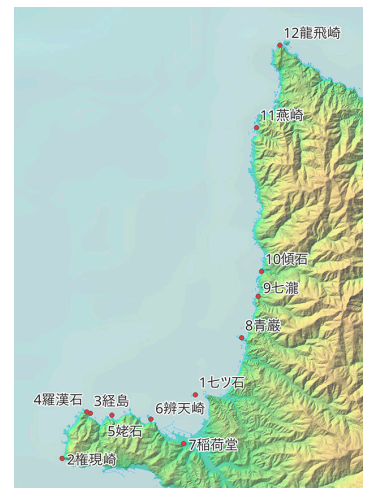 12龍飛崎
11燕崎
10傾石
9七瀧
8青巌
1七ツ石
4羅漢石
3経島
6辨天崎
5姥石
7稲荷堂
2権現崎